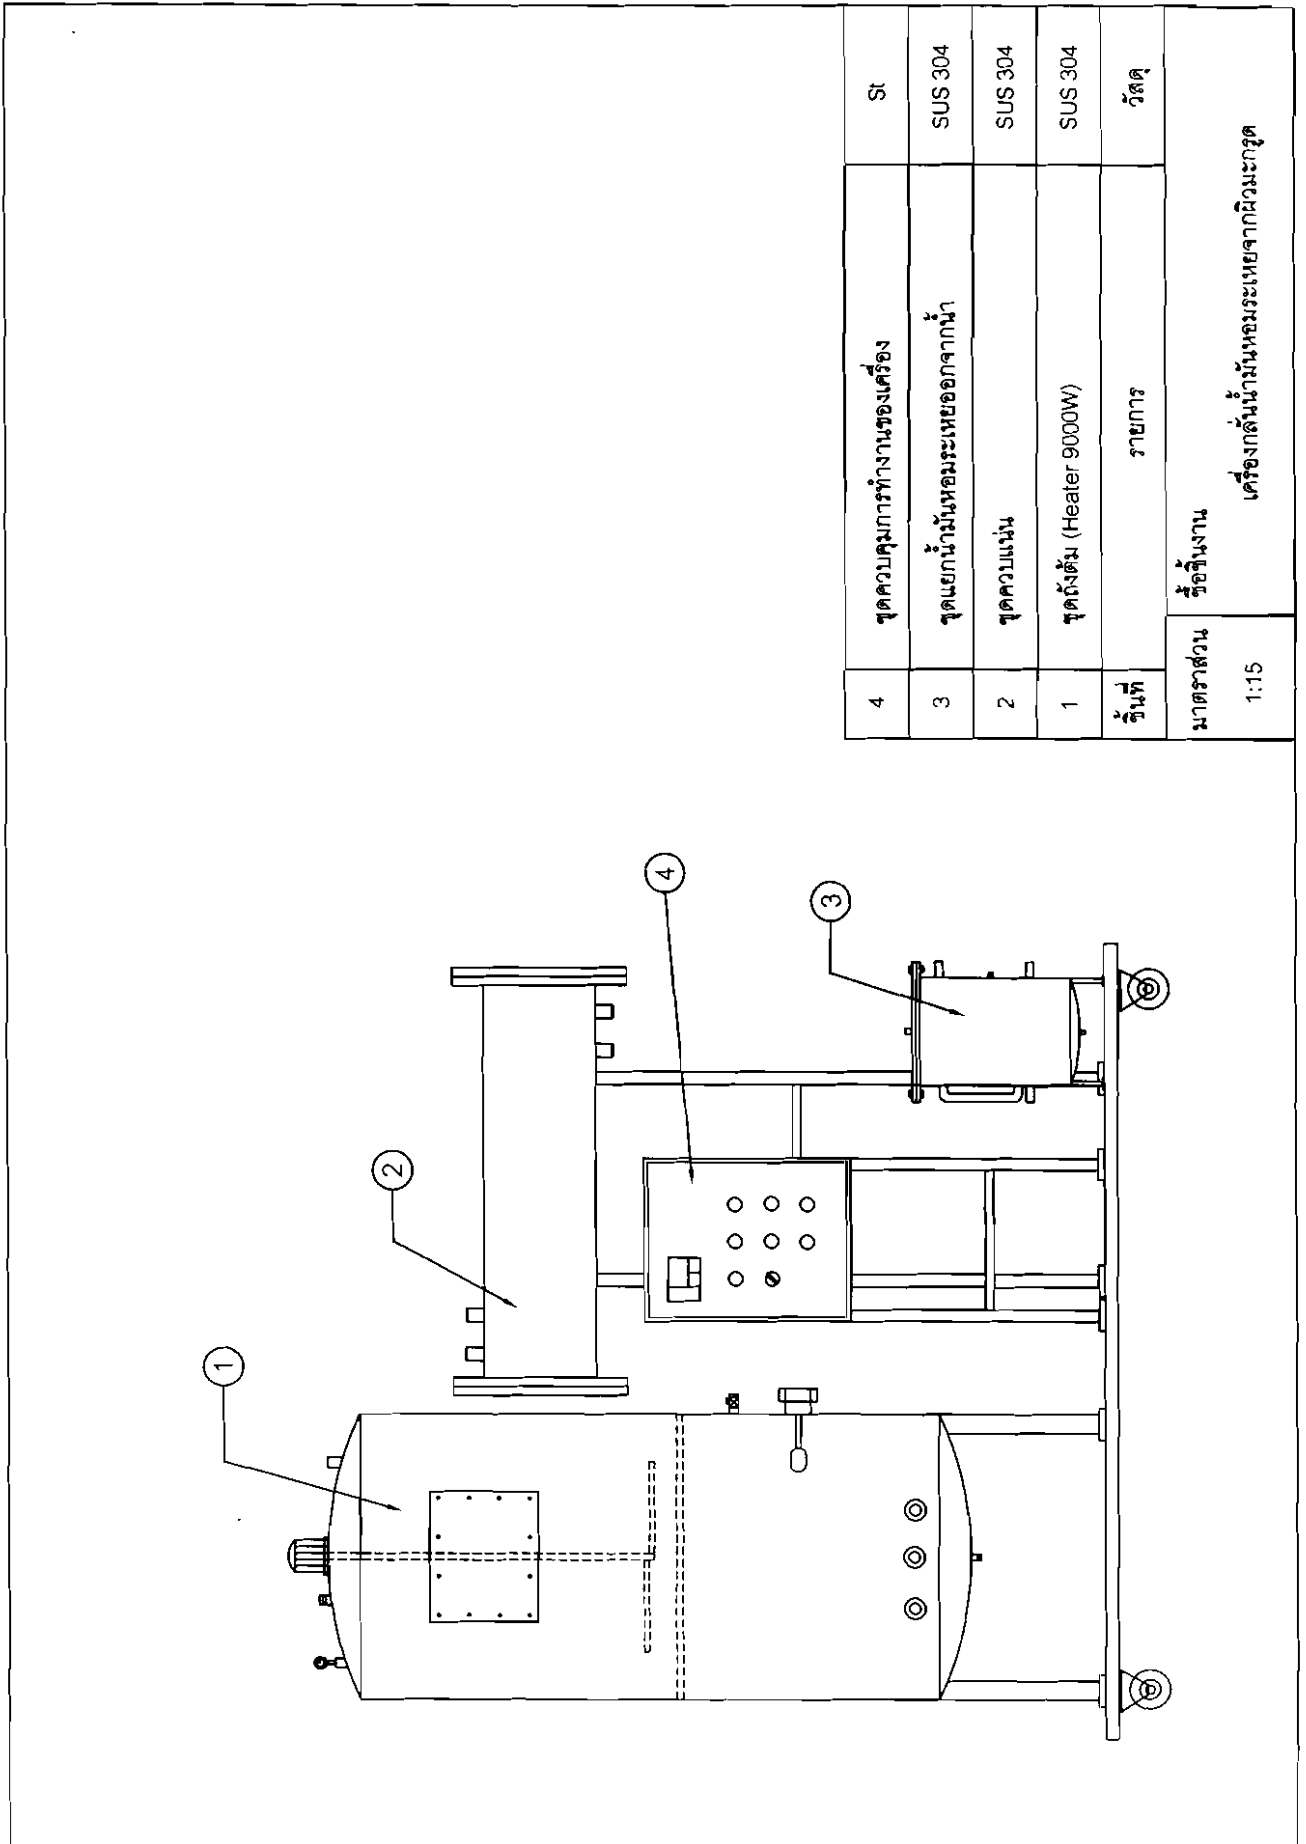 1
2
4
3
4 ชุดควบคุมการทำงานของเครื่อง St
3 ชุดแยกน้ำมันหอมระเหยออกจากน้ำ SUS 304
2 ชุดควบแน่น SUS 304
1 ชุดถังต้ม (Heater 9000W) SUS 304
ชิ้นที่ รายการ วัสดุ
มาตราส่วน ชื่อชิ้นงาน
1:15 เครื่องกลั่นน้ำมันหอมระเหยจากผิวมะกรูด